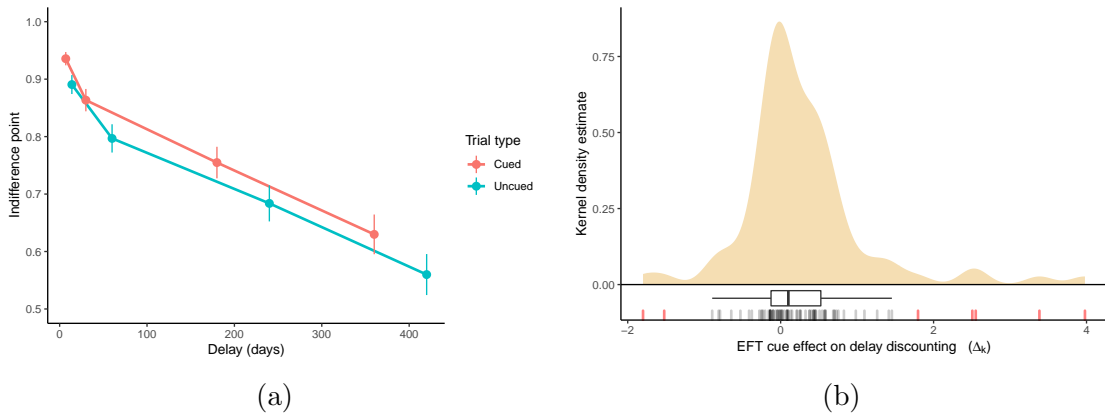 1.0
0.9
0.8
0.7
0.6
0.5
Indifference point
0 100 200 300 400
Delay (days)
Trial type
Cued
Uncued
(a)
0.75
0.50
0.25
0.00
Kernel density estimate
−2 0 2 4
EFT cue effect on delay discounting (Δk)
(b)